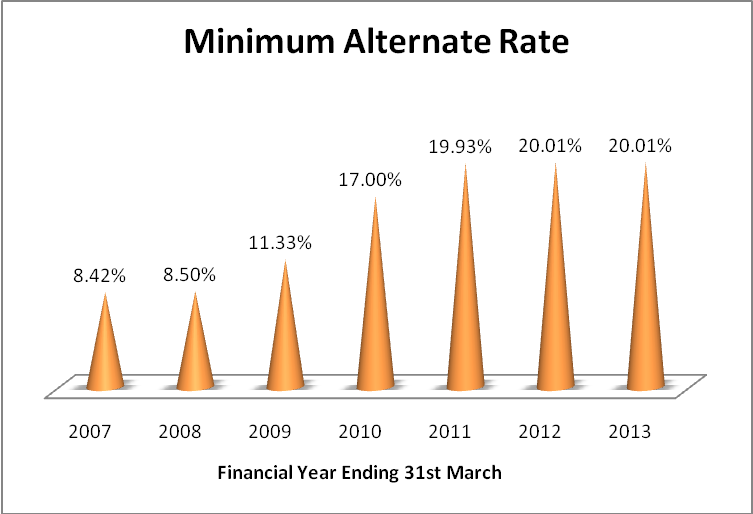 Minimum Alternate Rate
8.42% 8.50% 11.33% 17.00% 19.93% 20.01% 20.01%
2007 2008 2009 2010 2011 2012 2013
Financial Year Ending 31st March